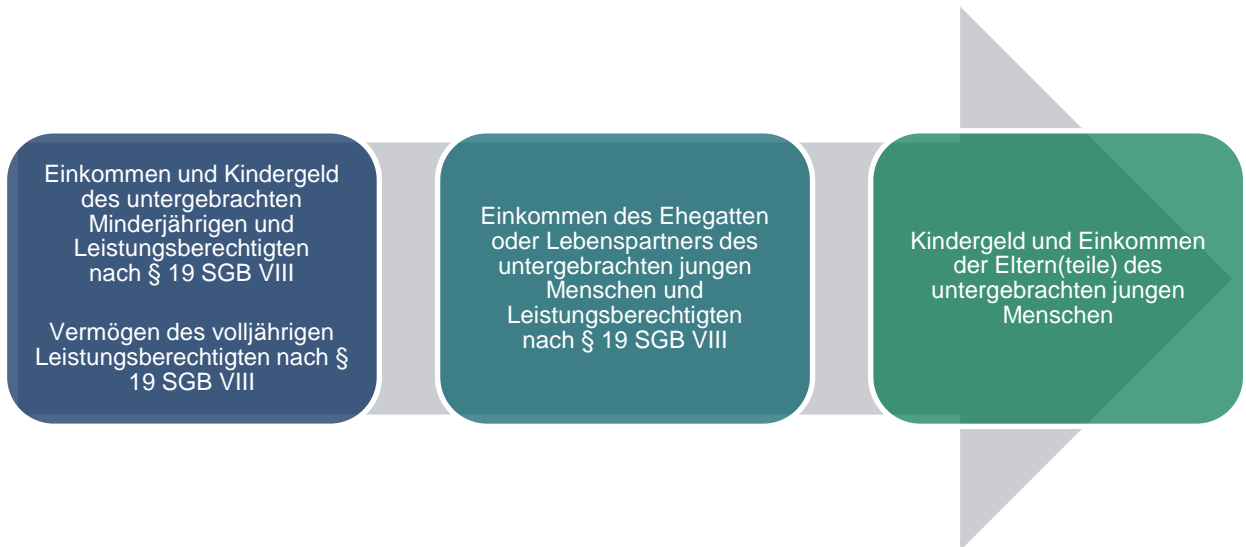 Einkommen und Kindergeld
des untergebrachten
Minderjährigen und
Leistungsberechtigten
nach § 19 SGB VIII
Vermögen des volljährigen
Leistungsberechtigten nach §
19 SGB VIII
Einkommen des Ehegatten
oder Lebenspartners des
untergebrachten jungen
Menschen und
Leistungsberechtigten
nach § 19 SGB VIII
Kindergeld und Einkommen
der Eltern(teile) des
untergebrachten jungen
Menschen